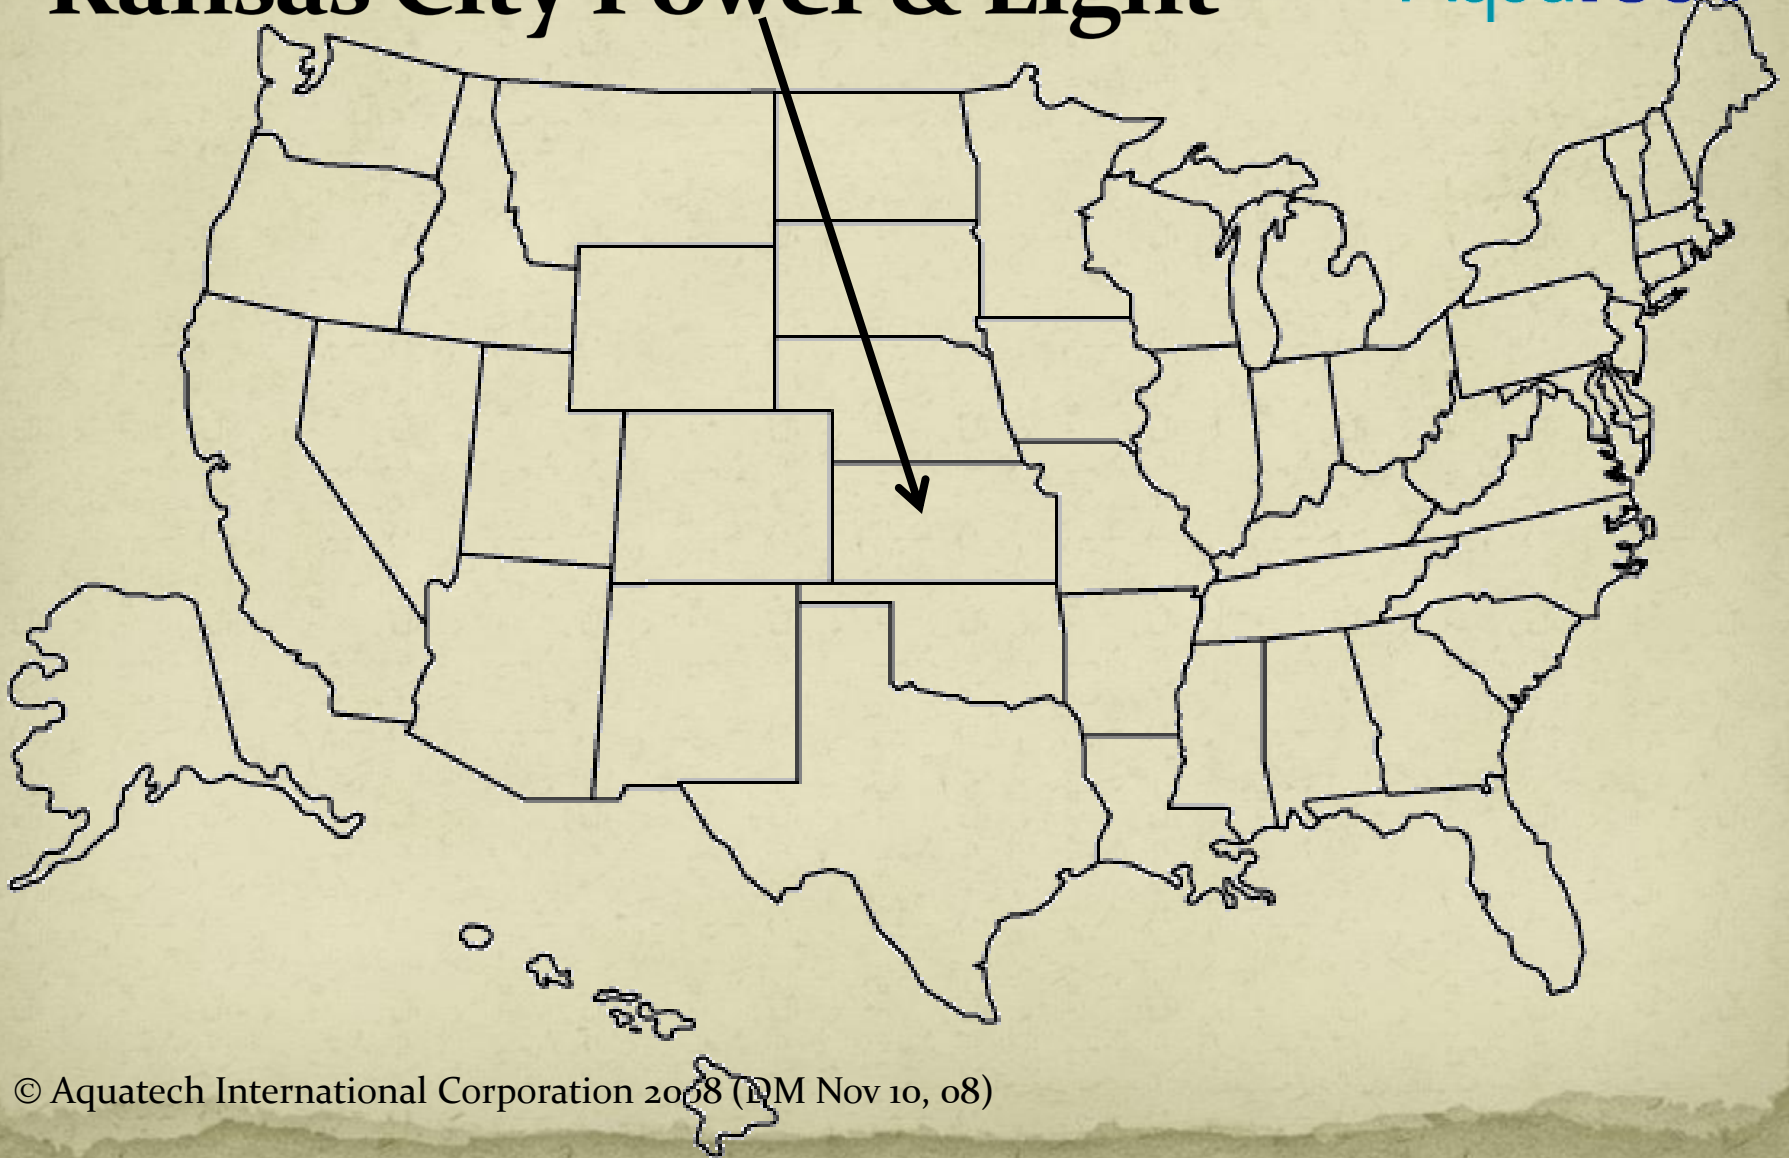 Kansas City Power & Light
© Aquatech International Corporation 2008 (DM Nov 10, 08)